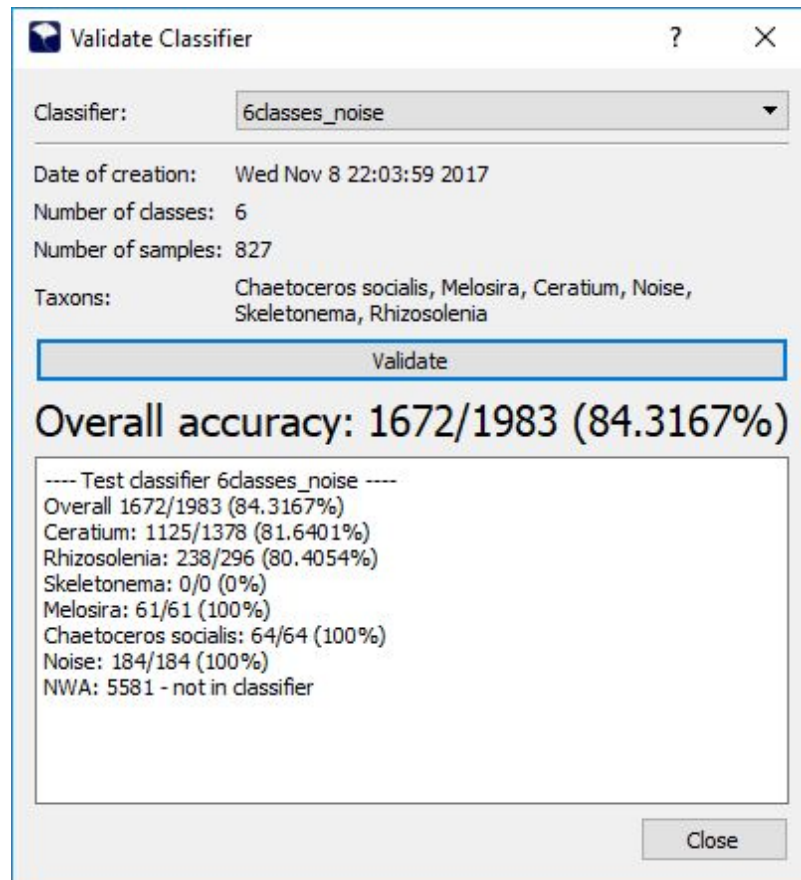 Validate Classifier
?
Classifier: 6classes_noise
Date of creation: Wed Nov 8 22:03:59 2017
Number of classes: 6
Number of samples: 827
Taxons: Chaetoceros socialis, Melosira, Ceratium, Noise,
Skeletonema, Rhizosolenia
Validate
Overall accuracy: 1672/1983 (84.3167%)
---- Test classifier 6classes_noise ----
Overall 1672/1983 (84.3167%)
Ceratium: 1125/1378 (81.6401%)
Rhizosolenia: 238/296 (80.4054%)
Skeletonema: 0/0 (0%)
Melosira: 61/61 (100%)
Chaetoceros socialis: 64/64 (100%)
Noise: 184/184 (100%)
NWA: 5581 - not in classifier
Close